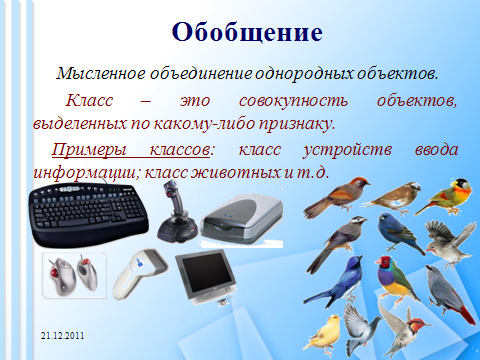 Обобщение
Мысленное объединение однородных объектов.
Класс – это совокупность объектов,
выделенных по какому-либо признаку.
Примеры классов: класс устройств ввода
информации; класс животных и т.д.
21.12.2011